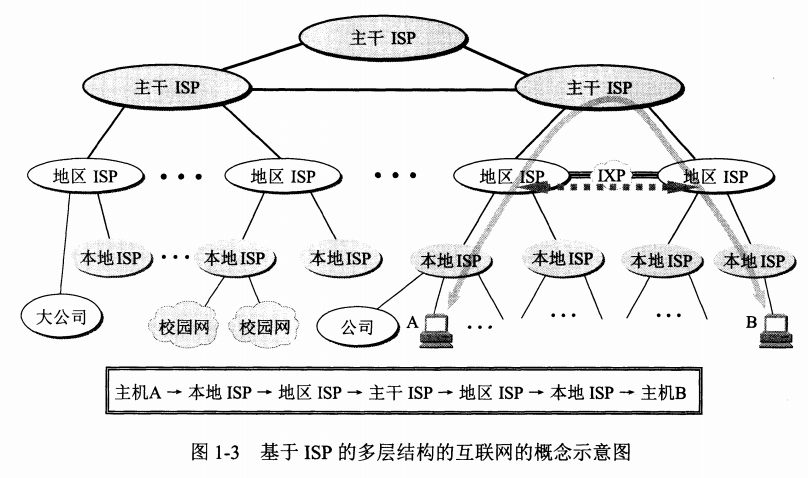 主干 ISP
主干 ISP
主干 ISP
地区 ISP
• • •
地区 ISP
• • •
地区 ISP
IXP
地区 ISP
本地ISP
• • •
本地ISP
本地ISP
本地ISP
本地ISP
本地ISP
本地ISP
大公司
校园网
校园网
公司
A
• • •
• • •
• • •
B
主机A → 本地 ISP → 地区 ISP → 主干 ISP → 地区 ISP → 本地 ISP → 主机B
图 1-3 基于 ISP 的多层结构的互联网的概念示意图